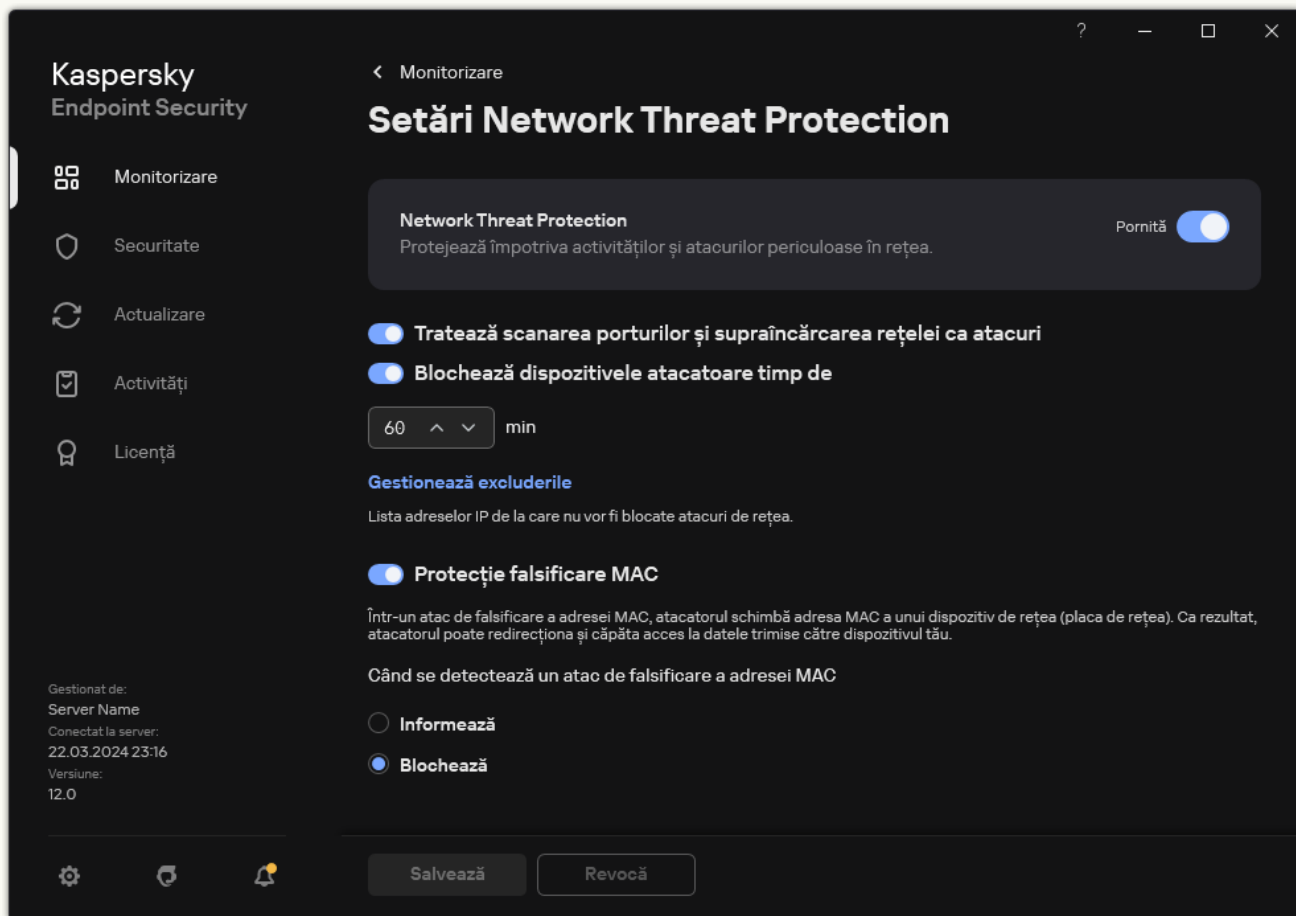 ?
Kaspersky
Endpoint Security
Monitorizare
Securitate
Actualizare
Activități
Licență
Gestionat de:
Server Name
Conectat la server:
22.03.2024 23:16
Versiune:
12.0
Monitorizare
Setări Network Threat Protection
Network Threat Protection
Protejează împotriva activităților și atacurilor periculoase în rețea.
Pornită
Tratează scanarea porturilor și supraîncărcarea rețelei ca atacuri
Blochează dispozitivele atacatoare timp de
60 min
Gestionează excluderile
Lista adreselor IP de la care nu vor fi blocate atacuri de rețea.
Protecție falsificare MAC
Într-un atac de falsificare a adresei MAC, atacatorul schimbă adresa MAC a unui dispozitiv de rețea (placa de rețea). Ca rezultat,
atacatorul poate redirecționa și căpăta acces la datele trimise către dispozitivul tău.
Când se detectează un atac de falsificare a adresei MAC
Informează
Blochează
Salvează
Revocă